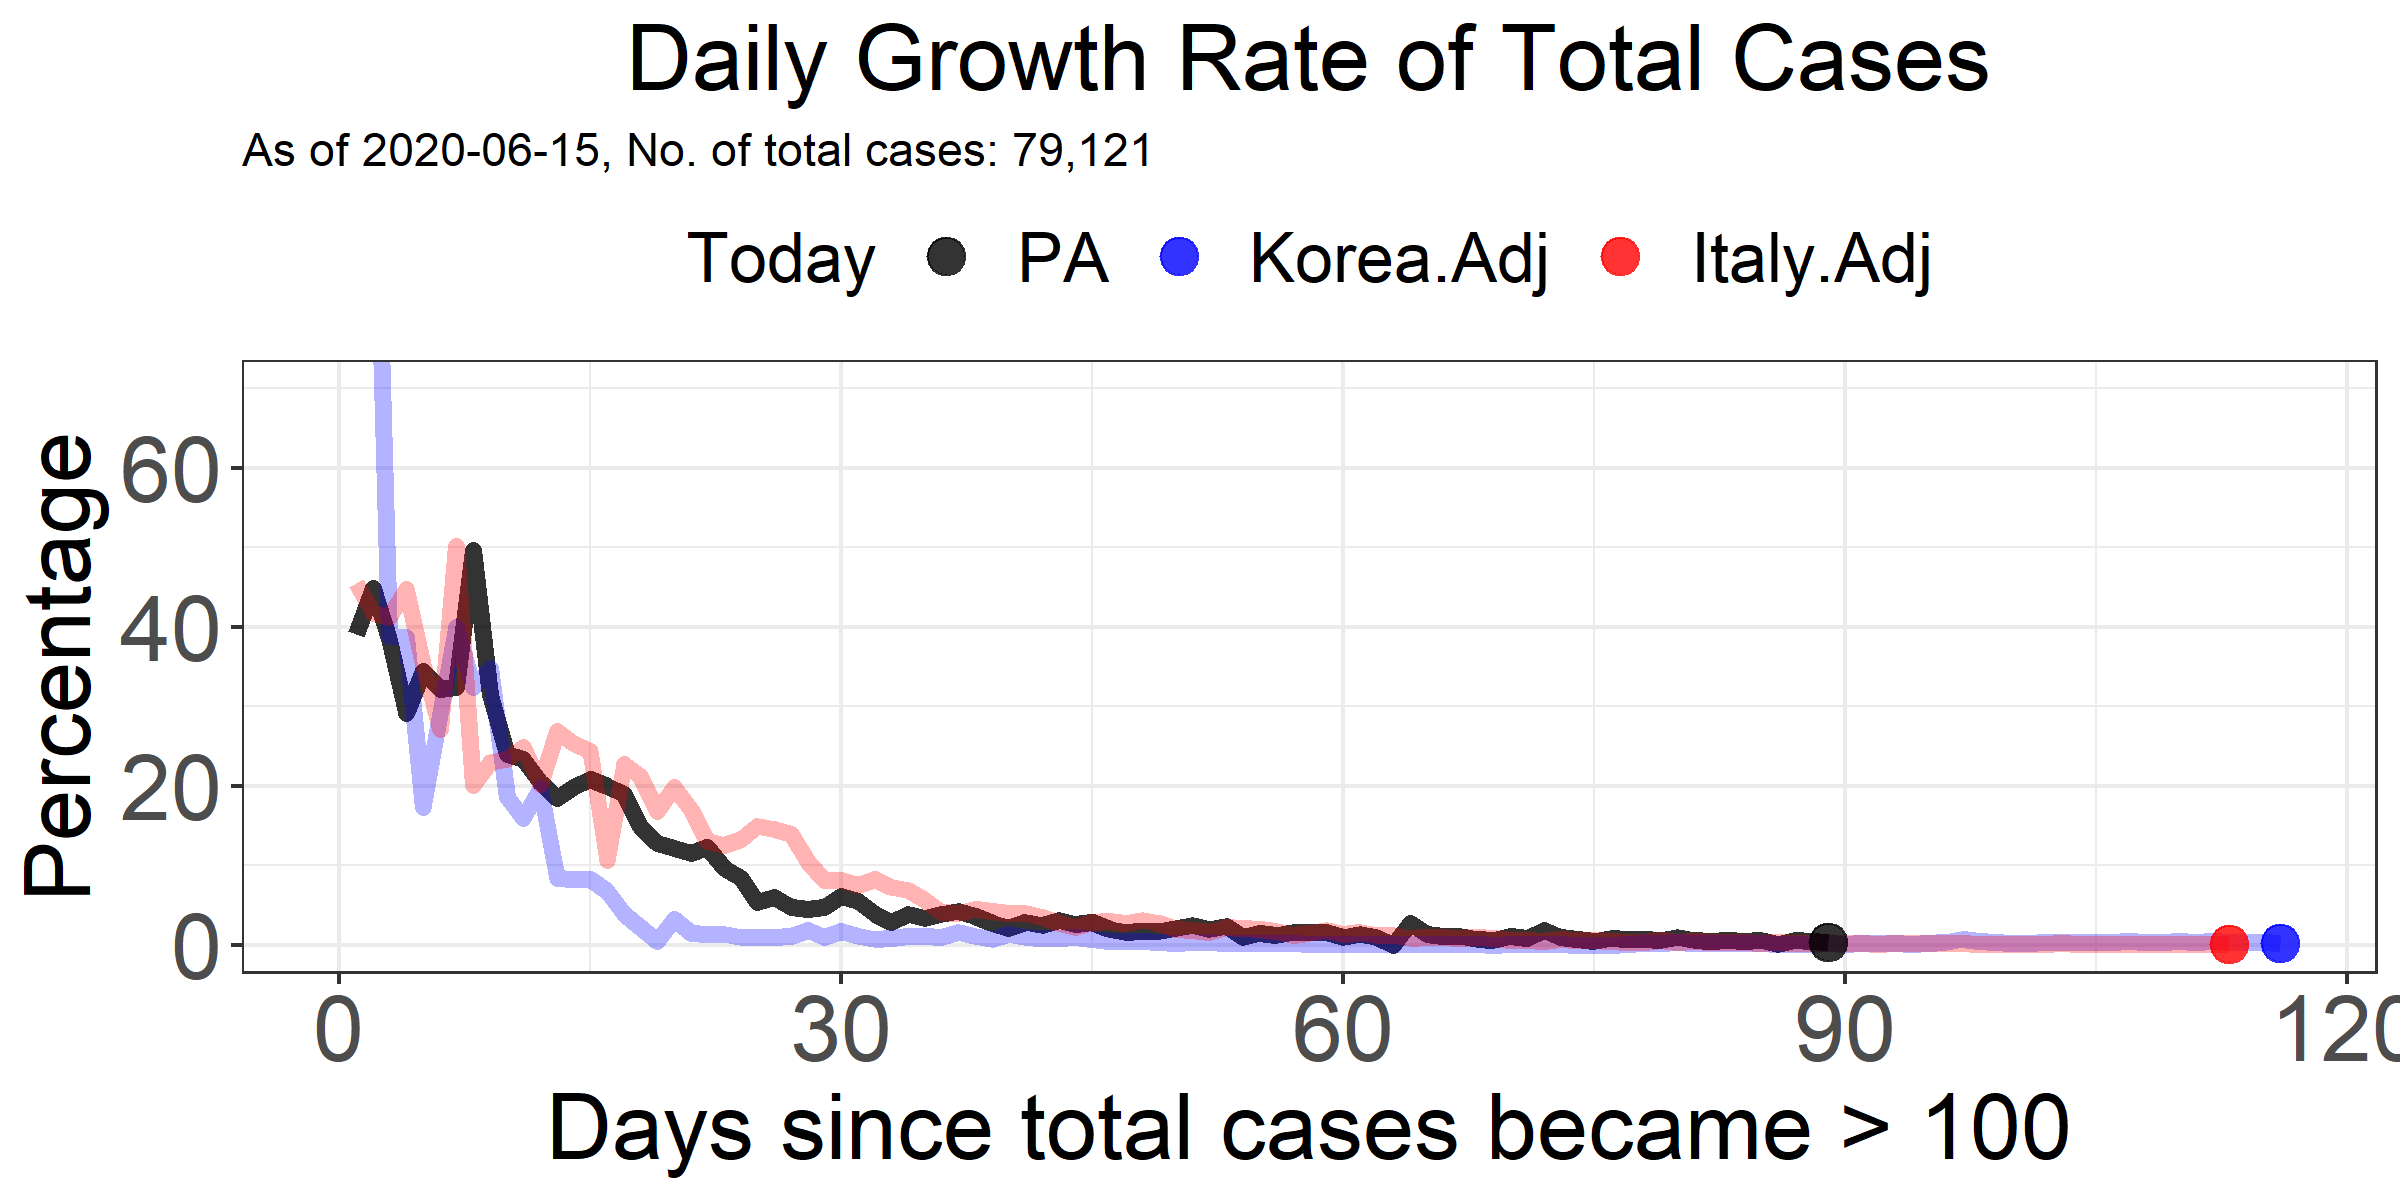 Daily Growth Rate of Total Cases
As of 2020-06-15, No. of total cases: 79,121
Today PA Korea.Adj Italy.Adj
Percentage
60
40
20
0
0 30 60 90 120
Days since total cases became > 100